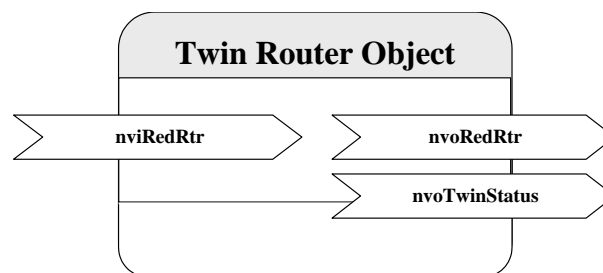 Twin Router Object
nviRedRtr
nvoRedRtr
nvoTwinStatus